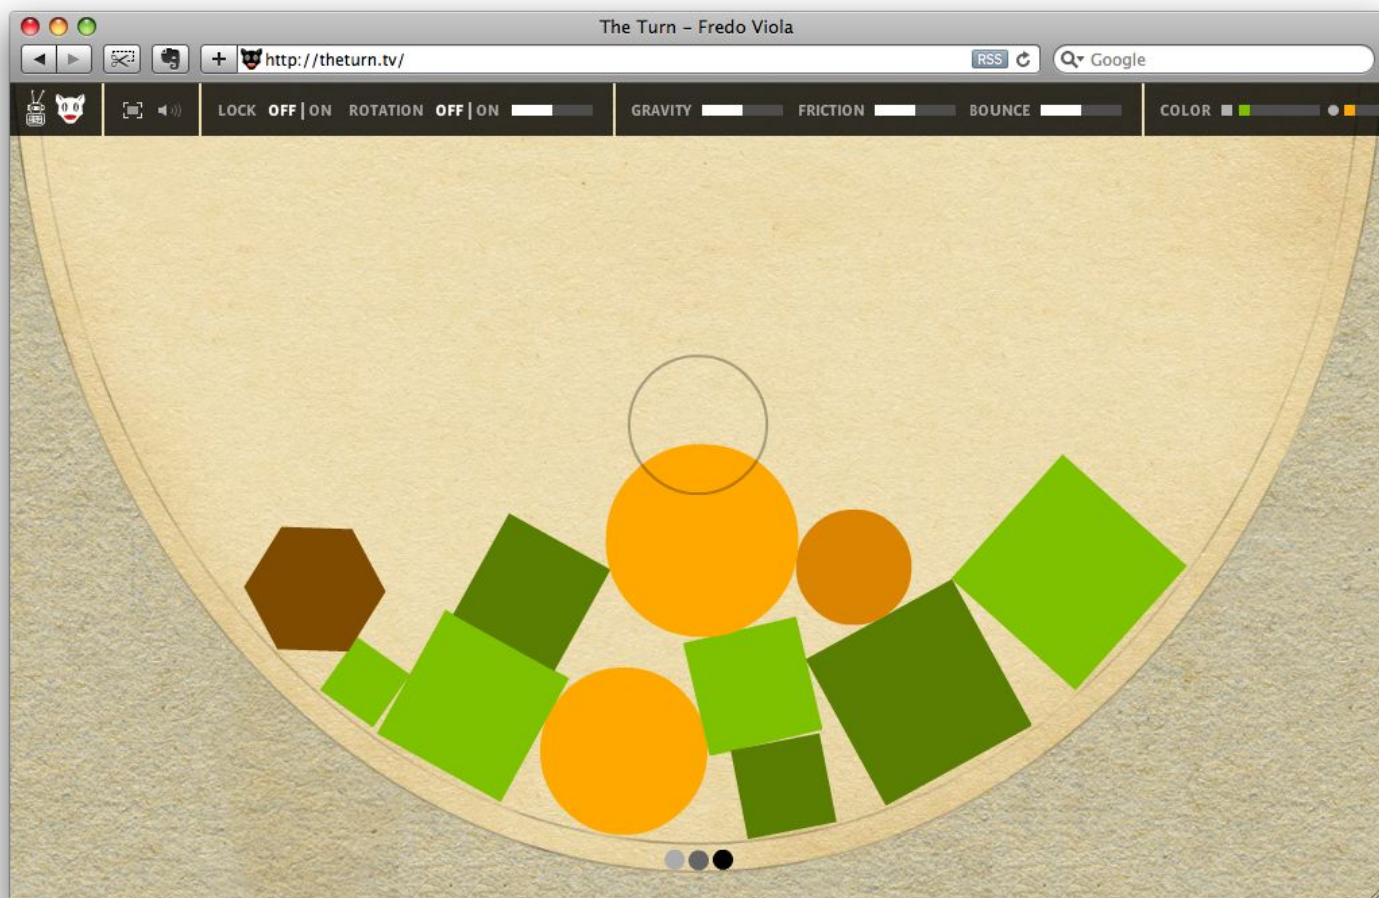 The Turn – Fredo Viola
http://theturn.tv/
RSS
Google
LOCK OFF | ON ROTATION OFF | ON GRAVITY FRICTION BOUNCE COLOR